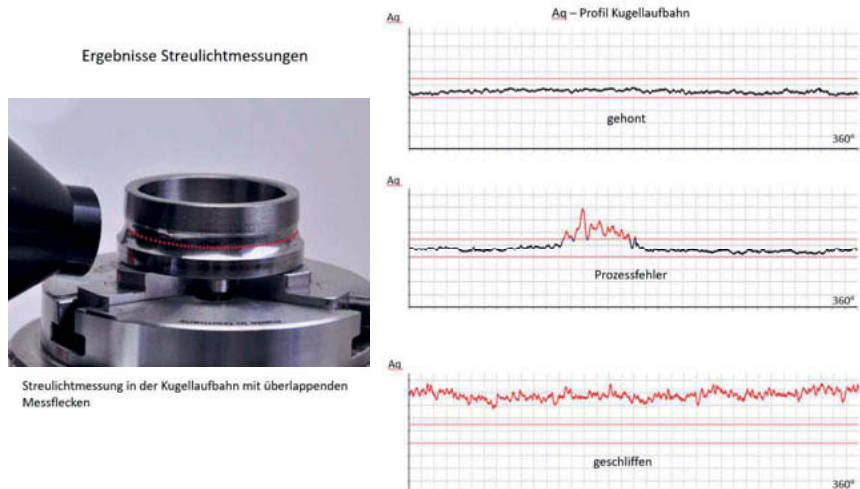 Ergebnisse Streulichtmessungen
Streulichtmessung in der Kugellaufbahn mit überlappenden
Messflecken
Aq – Profil Kugellaufbahn
Aq
gehont
360°
Aq
Prozessfehler
360°
Aq
geschliffen
360°